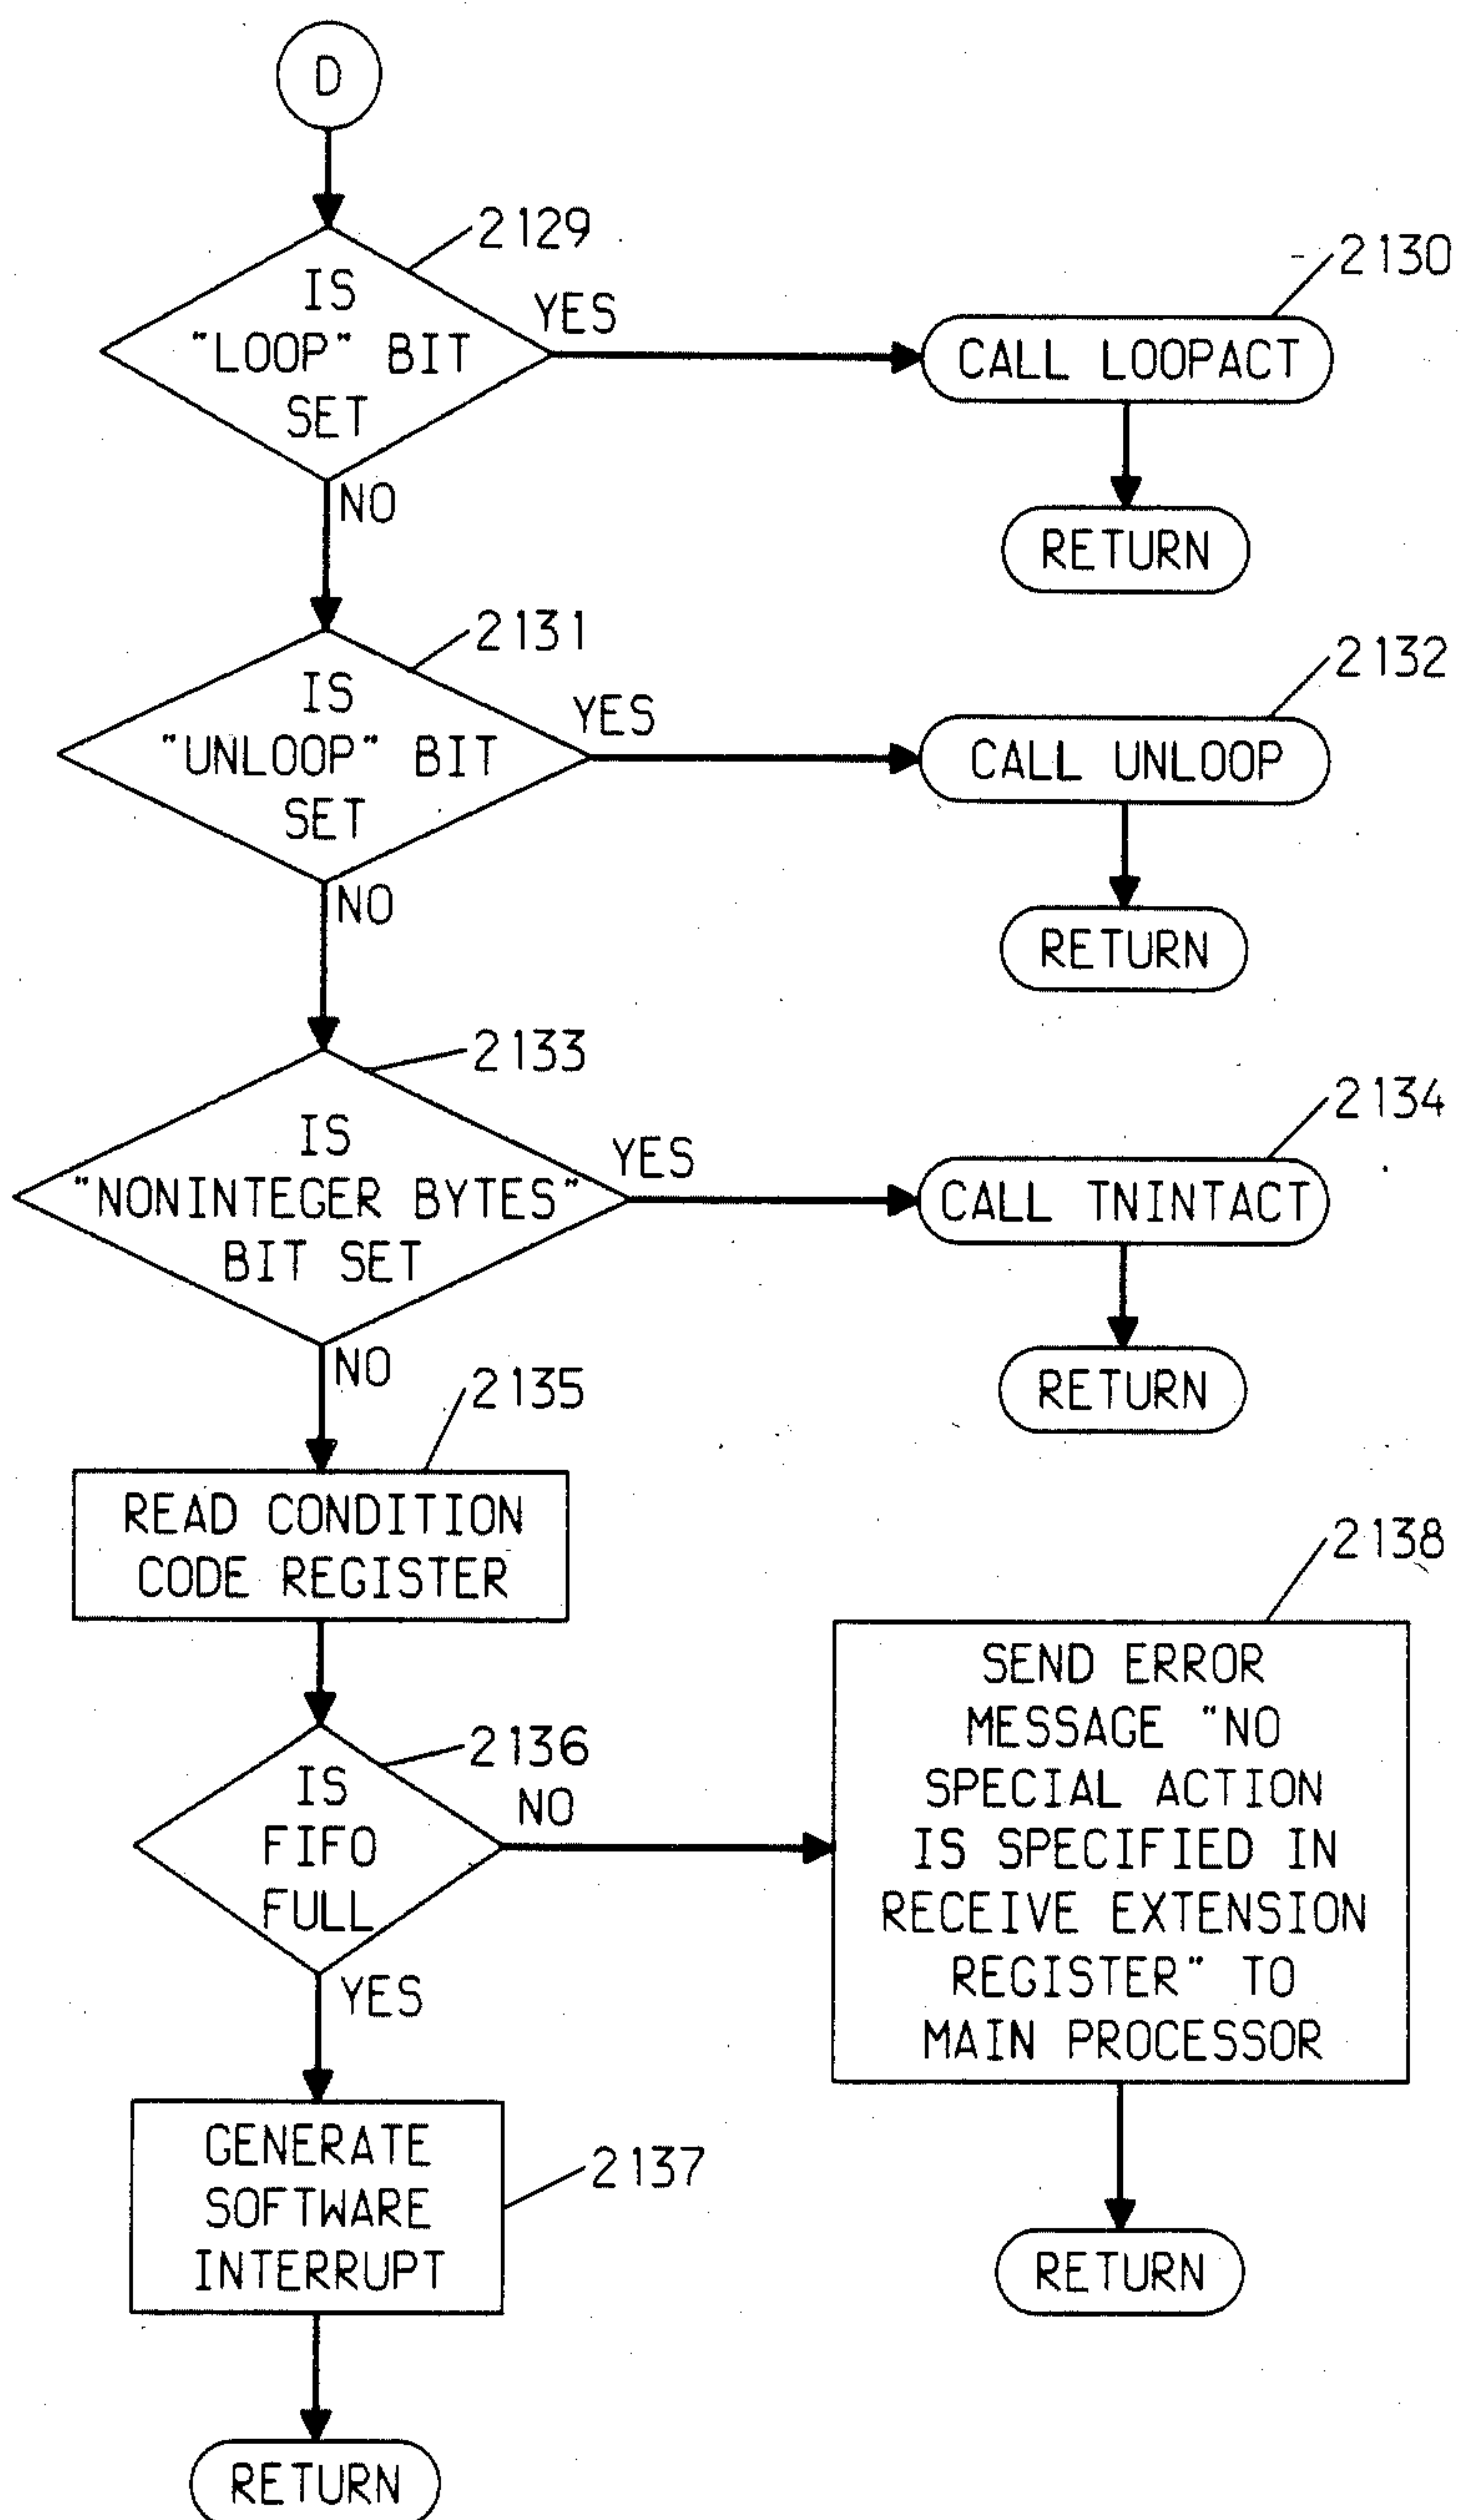 D
2129
IS
"LOOP" BIT
SET
YES
2130
CALL LOOPACT
RETURN
NO
2131
IS
"UNLOOP" BIT
SET
YES
2132
CALL UNLOOP
RETURN
NO
2133
IS
"NONINTEGER BYTES"
BIT SET
YES
2134
CALL TNINTACT
RETURN
NO
2135
READ CONDITION
CODE REGISTER
2136
IS
FIFO
FULL
NO
2138
SEND ERROR
MESSAGE "NO
SPECIAL ACTION
IS SPECIFIED IN
RECEIVE EXTENSION
REGISTER" TO
MAIN PROCESSOR
RETURN
YES
GENERATE
SOFTWARE
INTERRUPT
2137
RETURN